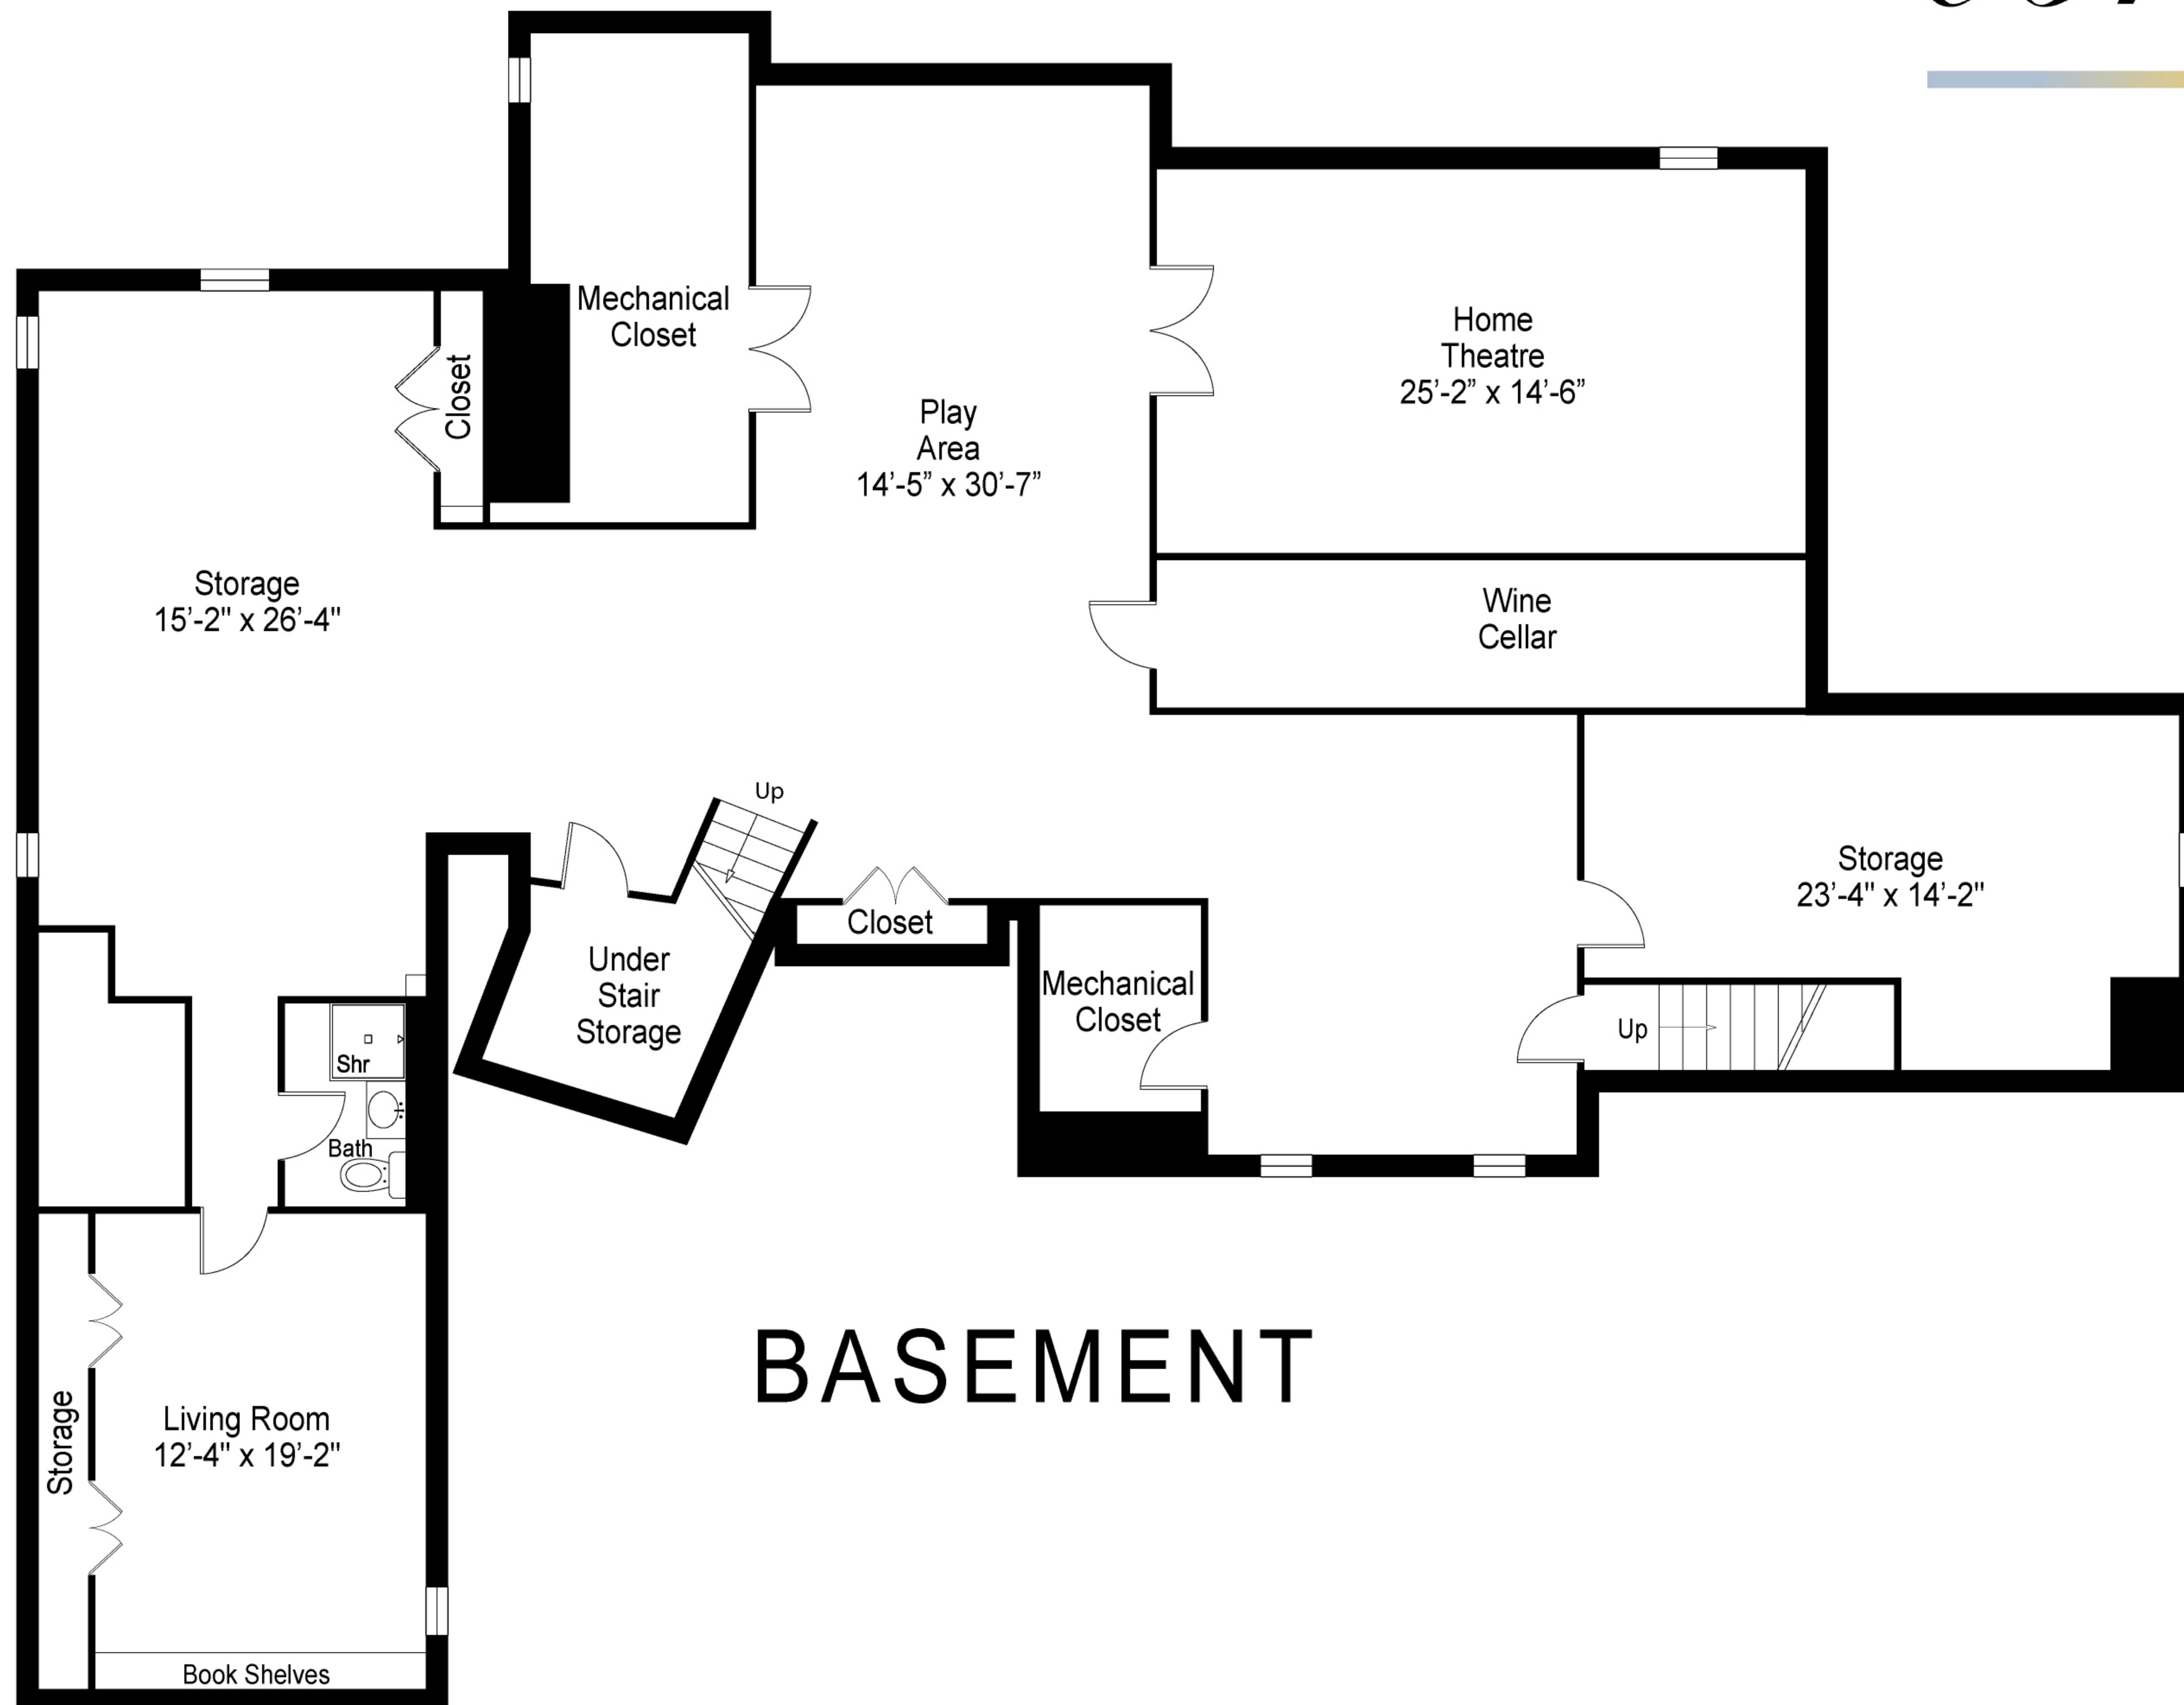 Mechanical
Closet
Closet
Play
Area
14'-5” x 30'-7”
Home
Theatre
25'-2” x 14'-6”
Storage
15'-2" x 26'-4"
Wine
Cellar
Up
Closet
Under
Stair
Storage
Mechanical
Closet
Storage
23'-4" x 14'-2"
Up
Shr
Bath
Storage
Living Room
12'-4" x 19'-2"
Book Shelves
BASEMENT